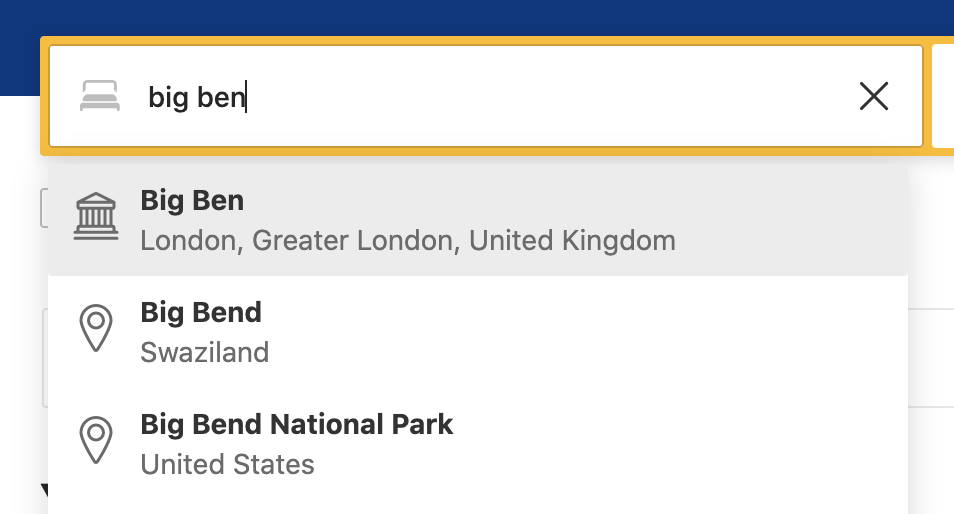 big ben
Big Ben
London, Greater London, United Kingdom
Big Bend
Swaziland
Big Bend National Park
United States